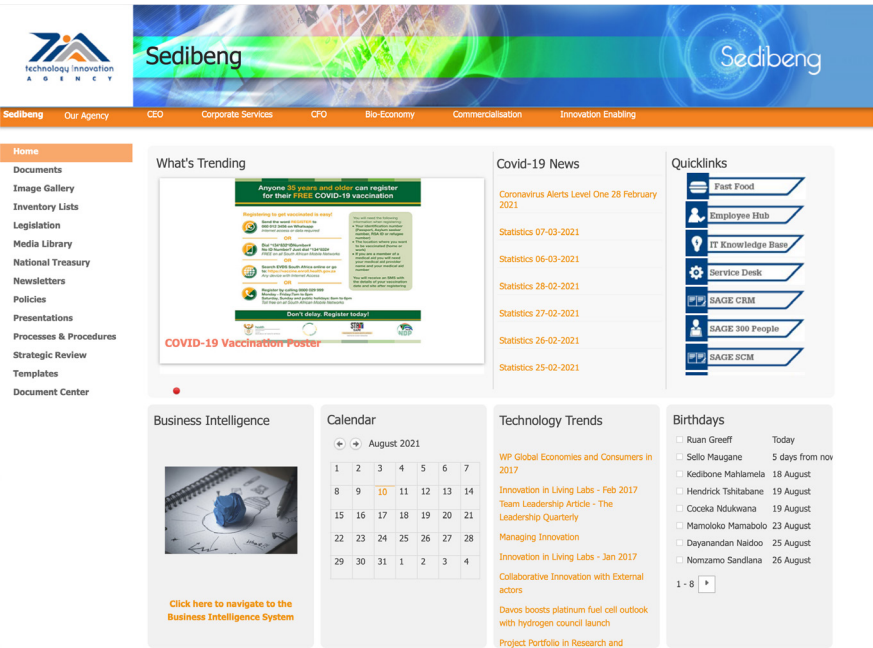 technology innovation
AGENCY
Sedibeng
Sedibeng
Sedibeng Our Agency CEO Corporate Services CFO Bio-Economy Commercialisation Innovation Enabling
Home
Documents
Image Gallery
Inventory Lists
Legislation
Media Library
National Treasury
Newsletters
Policies
Presentations
Processes & Procedures
Strategic Review
Templates
Document Center
What's Trending
Anyone 35 years and older can register
for their FREE COVID-19 vaccination
Registering to get vaccinated is easy!
Send the word REGISTER to
OR
OR
OR
Don't delay. Register today!
COVID-19 Vaccination Poster
Covid-19 News
Coronavirus Alerts Level One 28 February
2021
Statistics 07-03-2021
Statistics 06-03-2021
Statistics 28-02-2021
Statistics 27-02-2021
Statistics 26-02-2021
Statistics 25-02-2021
Quicklinks
Fast Food
Employee Hub
IT Knowledge Base
Service Desk
SAGE CRM
SAGE 300 People
SAGE SCM
Business Intelligence
Click here to navigate to the
Business Intelligence System
Calendar
August 2021
1 2 3 4 5 6 7
8 9 10 11 12 13 14
15 16 17 18 19 20 21
22 23 24 25 26 27 28
29 30 31 1 2 3 4
Technology Trends
WP Global Economies and Consumers in
2017
Innovation in Living Labs - Feb 2017
Team Leadership Article - The
Leadership Quarterly
Managing Innovation
Innovation in Living Labs - Jan 2017
Collaborative Innovation with External
actors
Davos boosts platinum fuel cell outlook
with hydrogen council launch
Project Portfolio in Research and
Birthdays
Ruan Greeff Today
Sello Maugane 5 days from now
Kedibone Mahlamela 18 August
Hendrick Tshitabane 19 August
Coceka Ndukwana 19 August
Mamoloko Mamabolo 23 August
Dayanandan Naidoo 25 August
Nomzamo Sandlana 26 August
1 - 8